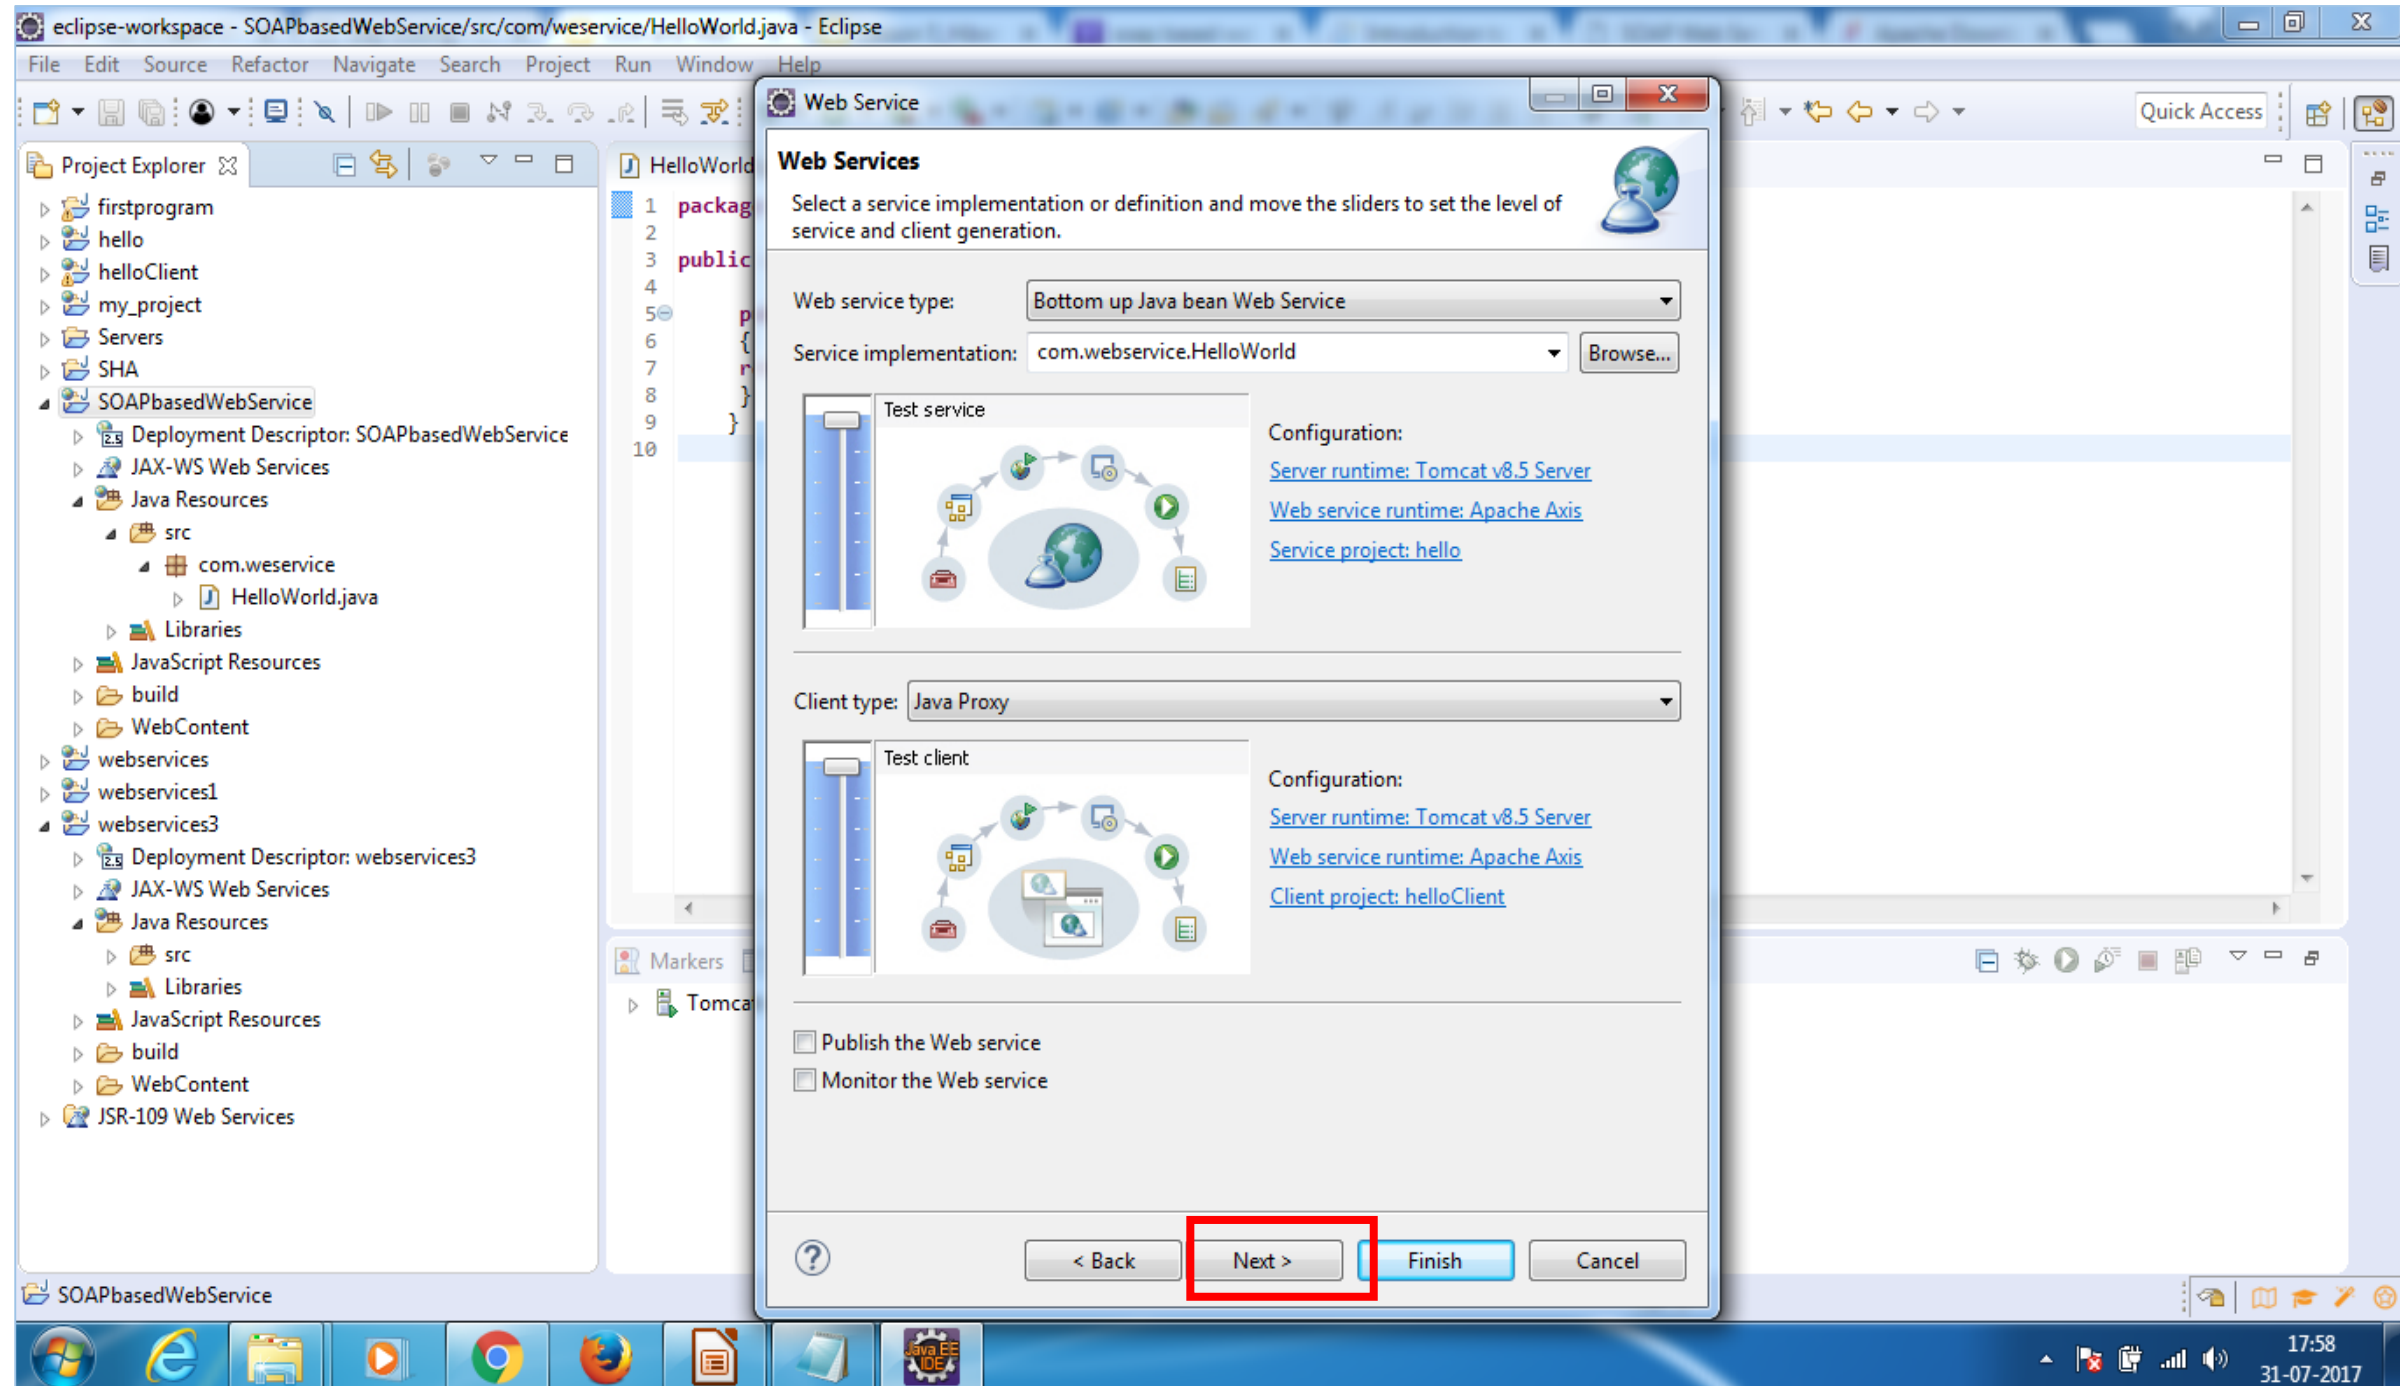 eclipse-workspace - SOAPbasedWebService/src/com/weservice/HelloWorld.java - Eclipse
File Edit Source Refactor Navigate Search Project Run Window Help
Quick Access
Project Explorer
firstprogram
hello
helloClient
my_project
Servers
SHA
SOAPbasedWebService
Deployment Descriptor: SOAPbasedWebService
JAX-WS Web Services
Java Resources
src
com.weservice
HelloWorld.java
Libraries
JavaScript Resources
build
WebContent
webservices
webservices1
webservices3
Deployment Descriptor: webservices3
JAX-WS Web Services
Java Resources
src
Libraries
JavaScript Resources
build
WebContent
JSR-109 Web Services
HelloWorld
1 packag
2
3 public
4
5 p
6 {
7 r
8 }
9 }
10
Markers
Tomca
Web Service
Web Services
Select a service implementation or definition and move the sliders to set the level of
service and client generation.
Web service type: Bottom up Java bean Web Service
Service implementation: com.webservice.HelloWorld Browse...
Test service
Configuration:
Server runtime: Tomcat v8.5 Server
Web service runtime: Apache Axis
Service project: hello
Client type: Java Proxy
Test client
Configuration:
Server runtime: Tomcat v8.5 Server
Web service runtime: Apache Axis
Client project: helloClient
Publish the Web service
Monitor the Web service
< Back Next > Finish Cancel
SOAPbasedWebService
Java EE
IDE
17:58
31-07-2017